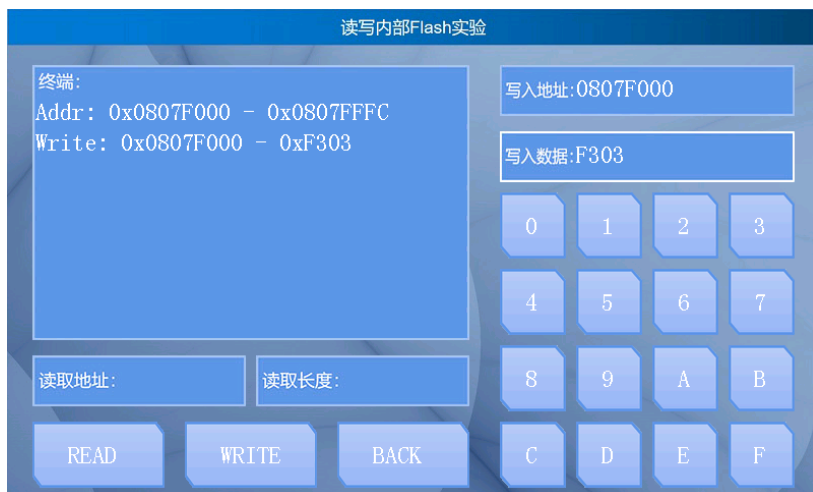 读写内部Flash实验
终端:
Addr: 0x0807F000 - 0x0807FFFC
Write: 0x0807F000 - 0xF303
写入地址:0807F000
写入数据:F303
0 1 2 3
4 5 6 7
读取地址: 读取长度:
8 9 A B
READ WRITE BACK
C D E F